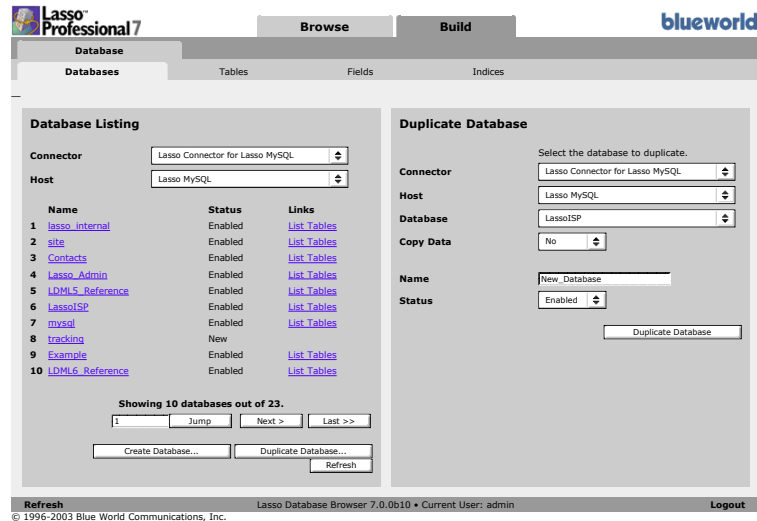 Lasso™
Professional 7
Browse
Build
blueworld
Database
Databases
Tables
Fields
Indices
Database Listing
Connector
Lasso Connector for Lasso MySQL
Host
Lasso MySQL
Name Status Links
1 lasso_internal Enabled List Tables
2 site Enabled List Tables
3 Contacts Enabled List Tables
4 Lasso_Admin Enabled List Tables
5 LDML5_Reference Enabled List Tables
6 LassoISP Enabled List Tables
7 mysql Enabled List Tables
8 tracking New
9 Example Enabled List Tables
10 LDML6_Reference Enabled List Tables
Showing 10 databases out of 23.
1 Jump Next > Last >>
Create Database... Duplicate Database...
Refresh
Duplicate Database
Select the database to duplicate.
Connector Lasso Connector for Lasso MySQL
Host Lasso MySQL
Database LassoISP
Copy Data No
Name New_Database
Status Enabled
Duplicate Database
Refresh Lasso Database Browser 7.0.0b10 • Current User: admin Logout
© 1996-2003 Blue World Communications, Inc.